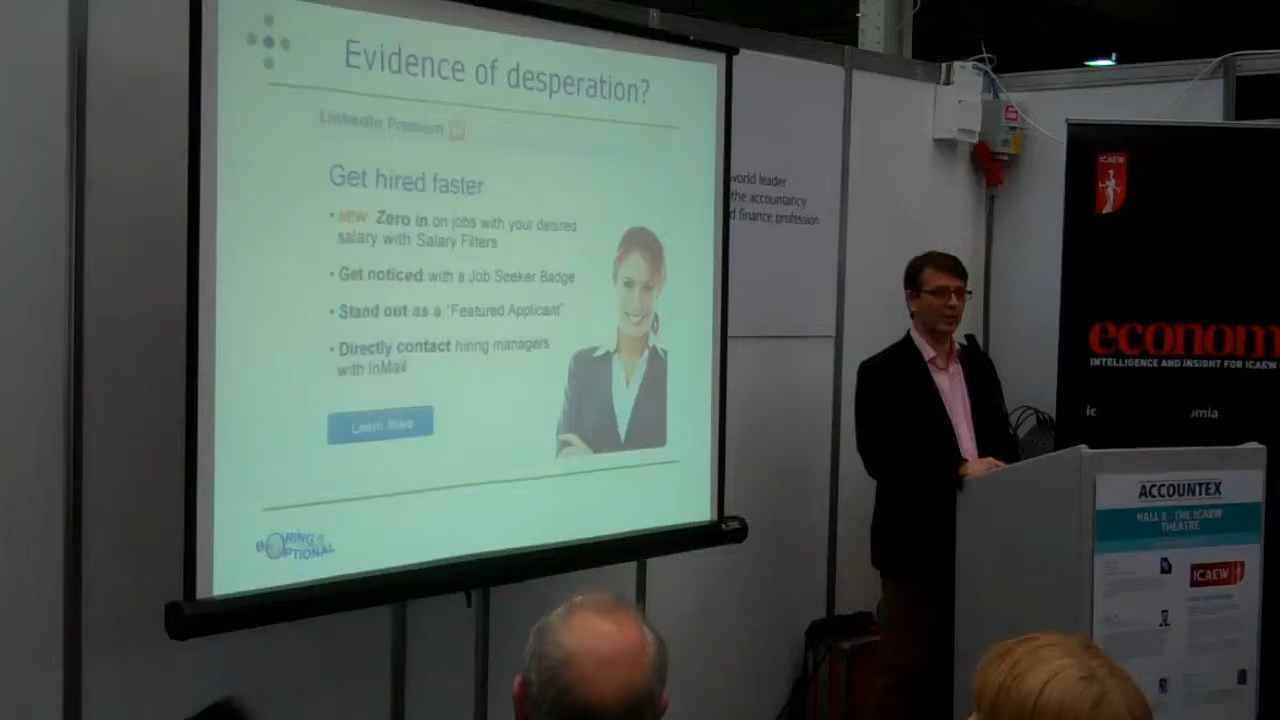 Evidence of desperation?
LinkedIn Premium in
Get hired faster
• NEW Zero in on jobs with your desired
salary with Salary Filters
• Get noticed with a Job Seeker Badge
• Stand out as a "Featured Applicant"
• Directly contact hiring managers
with InMail
Learn More
BORING
OPTIONAL
world leader
the accountancy
d finance profession
ICAEW
econom
INTELLIGENCE AND INSIGHT FOR ICAEW
ic
mia
ACCOUNTEX
HALL B - THE ICAEW
THEATRE
ICAEW